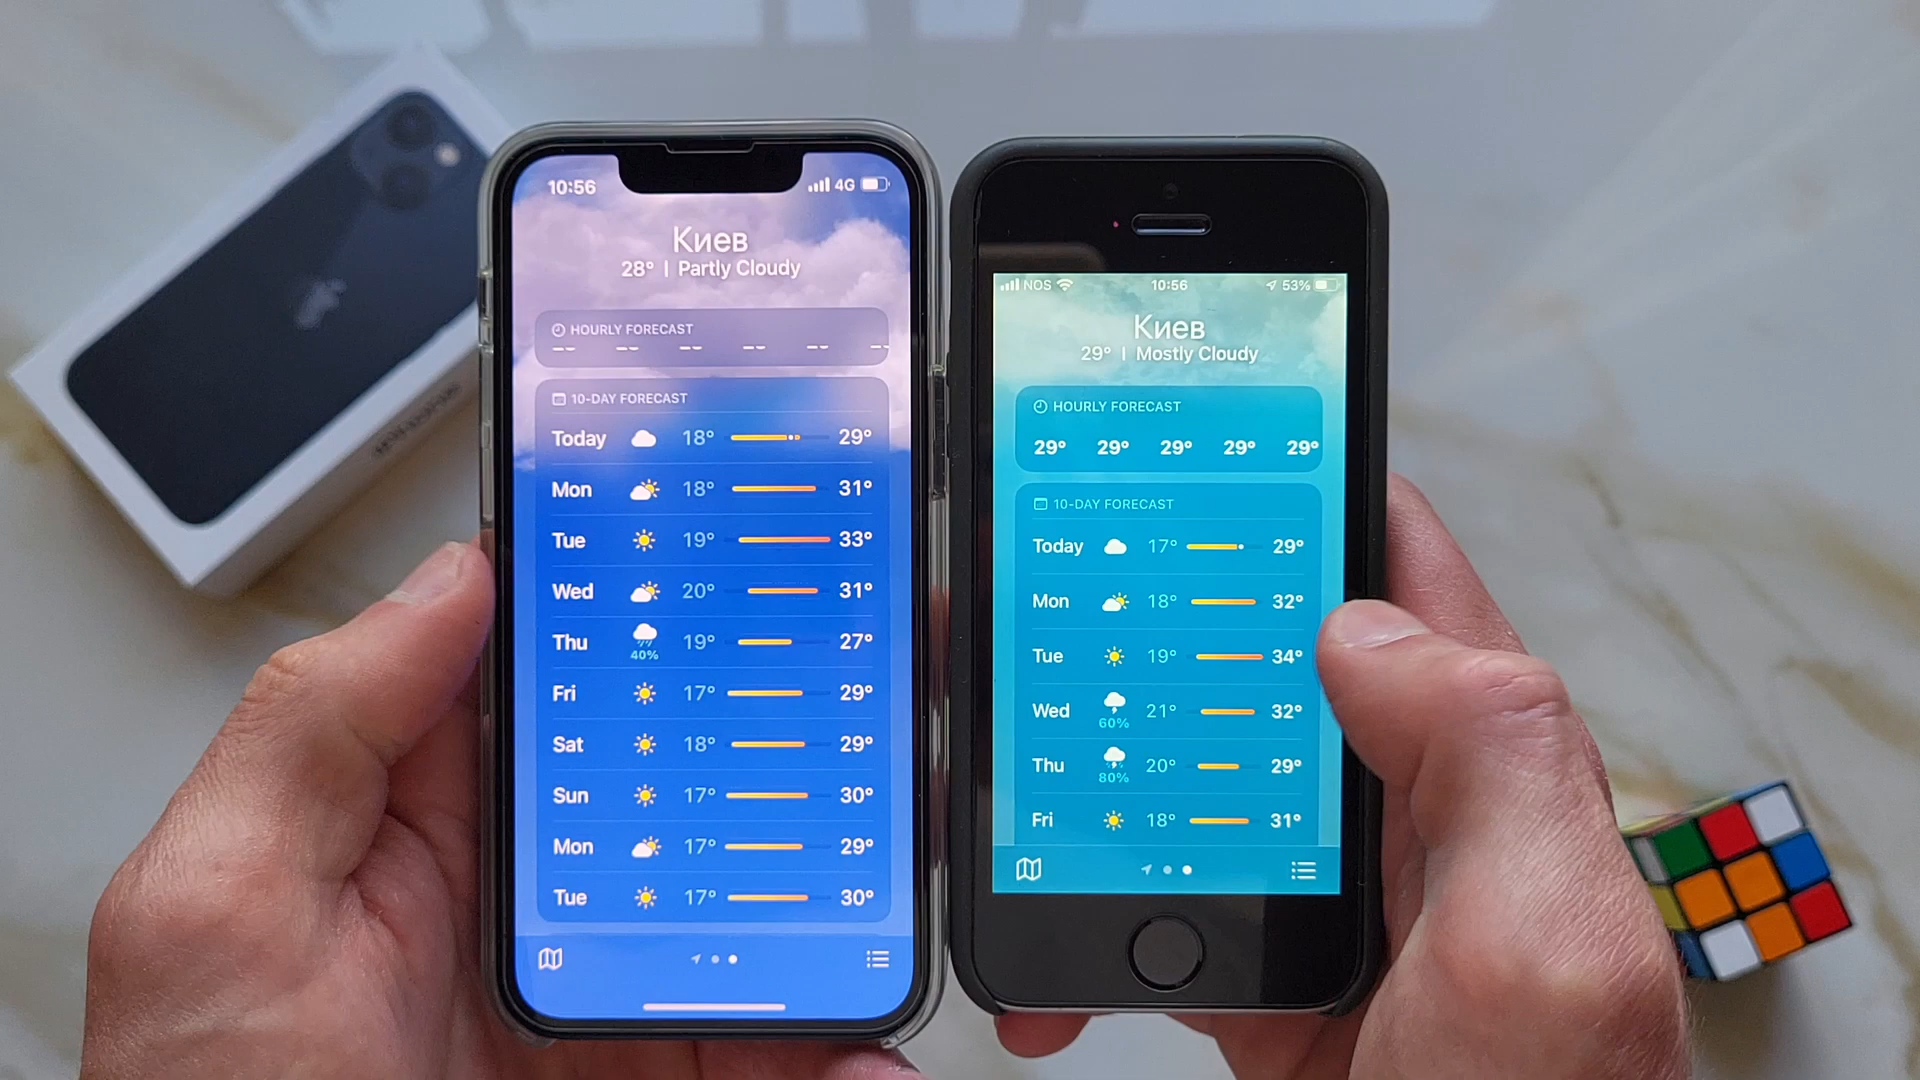 10:56
4G
Киев
28° | Partly Cloudy
HOURLY FORECAST
10-DAY FORECAST
Today 18° 29°
Mon 18° 31°
Tue 19° 33°
Wed 20° 31°
Thu 40% 19° 27°
Fri 17° 29°
Sat 18° 29°
Sun 17° 30°
Mon 17° 29°
Tue 17° 30°
NOS 10:56 53%
Киев
29° | Mostly Cloudy
HOURLY FORECAST
29° 29° 29° 29° 29°
10-DAY FORECAST
Today 17° 29°
Mon 18° 32°
Tue 19° 34°
Wed 60% 21° 32°
Thu 80% 20° 29°
Fri 18° 31°